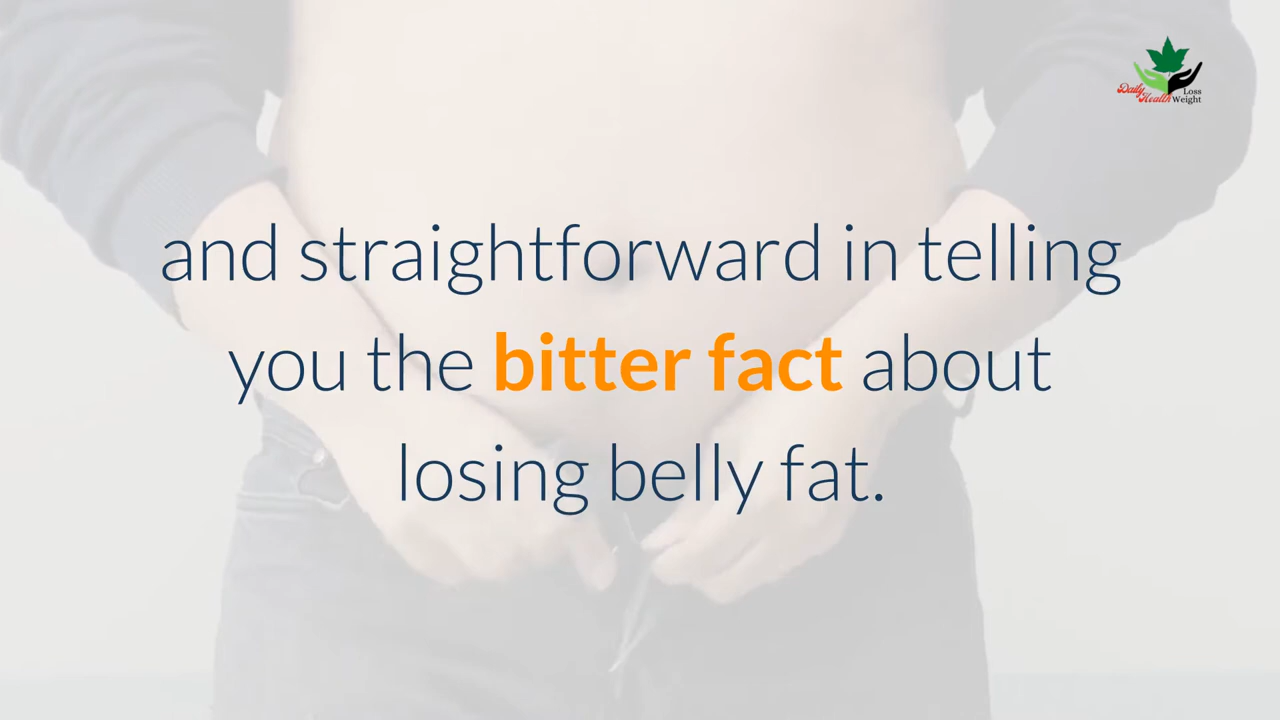 Daily Health
Loss
Weight
and straightforward in telling
you the bitter fact about
losing belly fat.